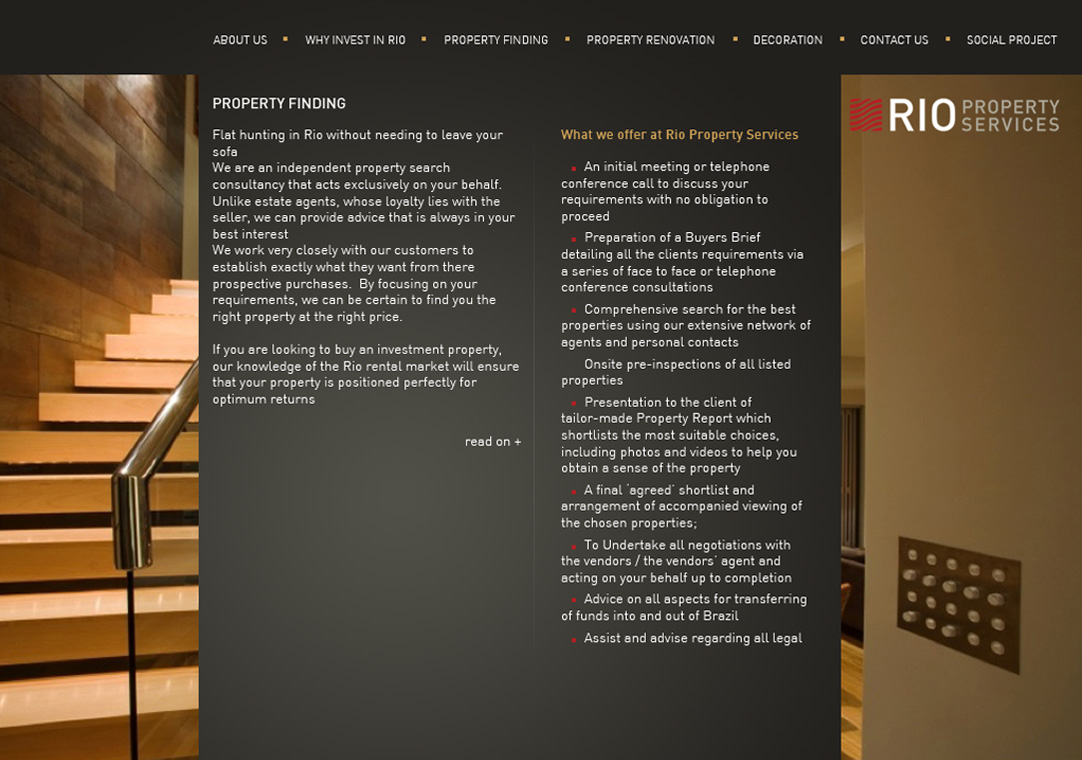 ABOUT US ▪ WHY INVEST IN RIO ▪ PROPERTY FINDING ▪ PROPERTY RENOVATION ▪ DECORATION ▪ CONTACT US ▪ SOCIAL PROJECT
RIO PROPERTY
SERVICES
PROPERTY FINDING
Flat hunting in Rio without needing to leave your
sofa
We are an independent property search
consultancy that acts exclusively on your behalf.
Unlike estate agents, whose loyalty lies with the
seller, we can provide advice that is always in your
best interest
We work very closely with our customers to
establish exactly what they want from there
prospective purchases. By focusing on your
requirements, we can be certain to find you the
right property at the right price.
If you are looking to buy an investment property,
our knowledge of the Rio rental market will ensure
that your property is positioned perfectly for
optimum returns
read on +
What we offer at Rio Property Services
▪ An initial meeting or telephone
conference call to discuss your
requirements with no obligation to
proceed
▪ Preparation of a Buyers Brief
detailing all the clients requirements via
a series of face to face or telephone
conference consultations
▪ Comprehensive search for the best
properties using our extensive network of
agents and personal contacts
Onsite pre-inspections of all listed
properties
▪ Presentation to the client of
tailor-made Property Report which
shortlists the most suitable choices,
including photos and videos to help you
obtain a sense of the property
▪ A final 'agreed' shortlist and
arrangement of accompanied viewing of
the chosen properties;
▪ To Undertake all negotiations with
the vendors / the vendors' agent and
acting on your behalf up to completion
▪ Advice on all aspects for transferring
of funds into and out of Brazil
▪ Assist and advise regarding all legal